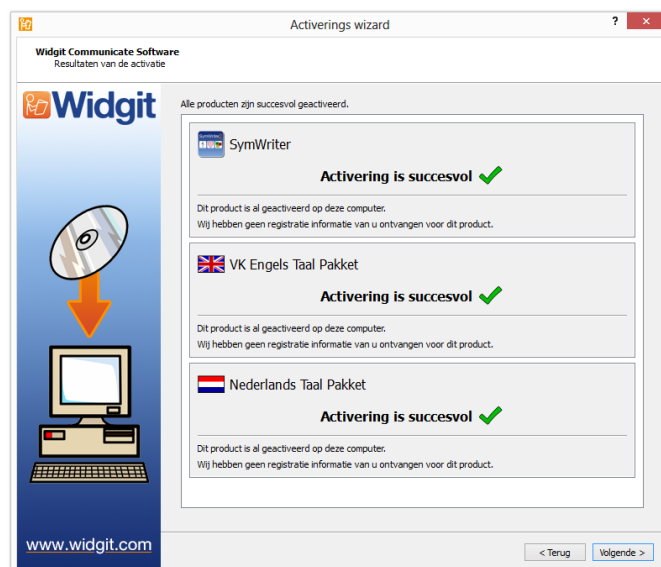 Activerings wizard
?
x
Widgit Communicate Software
Resultaten van de activatie
Widgit
Alle producten zijn succesvol geactiveerd.
SymWriter
Activering is succesvol
Dit product is al geactiveerd op deze computer.
Wij hebben geen registratie informatie van u ontvangen voor dit product.
VK Engels Taal Pakket
Activering is succesvol
Dit product is al geactiveerd op deze computer.
Wij hebben geen registratie informatie van u ontvangen voor dit product.
Nederlands Taal Pakket
Activering is succesvol
Dit product is al geactiveerd op deze computer.
Wij hebben geen registratie informatie van u ontvangen voor dit product.
www.widgit.com
< Terug
Volgende >